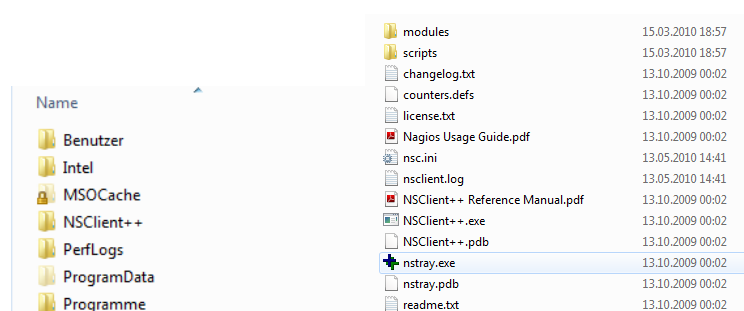 Name
Benutzer
Intel
MSOCache
NSClient++
PerfLogs
ProgramData
Programme
modules 15.03.2010 18:57
scripts 15.03.2010 18:57
changelog.txt 13.10.2009 00:02
counters.defs 13.10.2009 00:02
license.txt 13.10.2009 00:02
Nagios Usage Guide.pdf 13.10.2009 00:02
nsc.ini 13.05.2010 14:41
nsclient.log 13.05.2010 14:41
NSClient++ Reference Manual.pdf 13.10.2009 00:02
NSClient++.exe 13.10.2009 00:02
NSClient++.pdb 13.10.2009 00:02
nstray.exe 13.10.2009 00:02
nstray.pdb 13.10.2009 00:02
readme.txt 13.10.2009 00:02